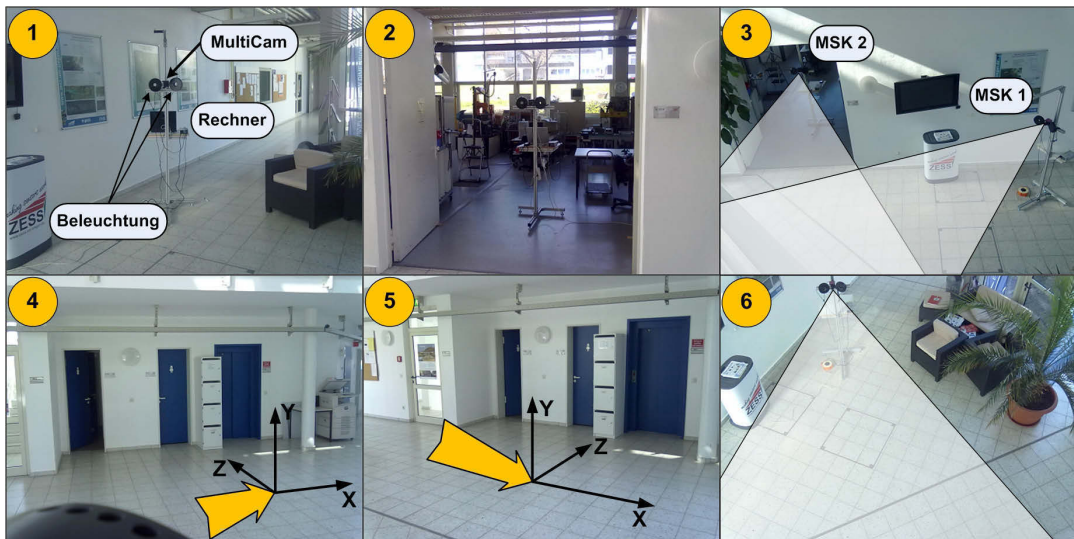 1
MultiCam
Rechner
Beleuchtung
ZESS
2
3
MSK 2
MSK 1
ZESS
4
Y
Z
X
5
Y
Z
X
6
ZESS